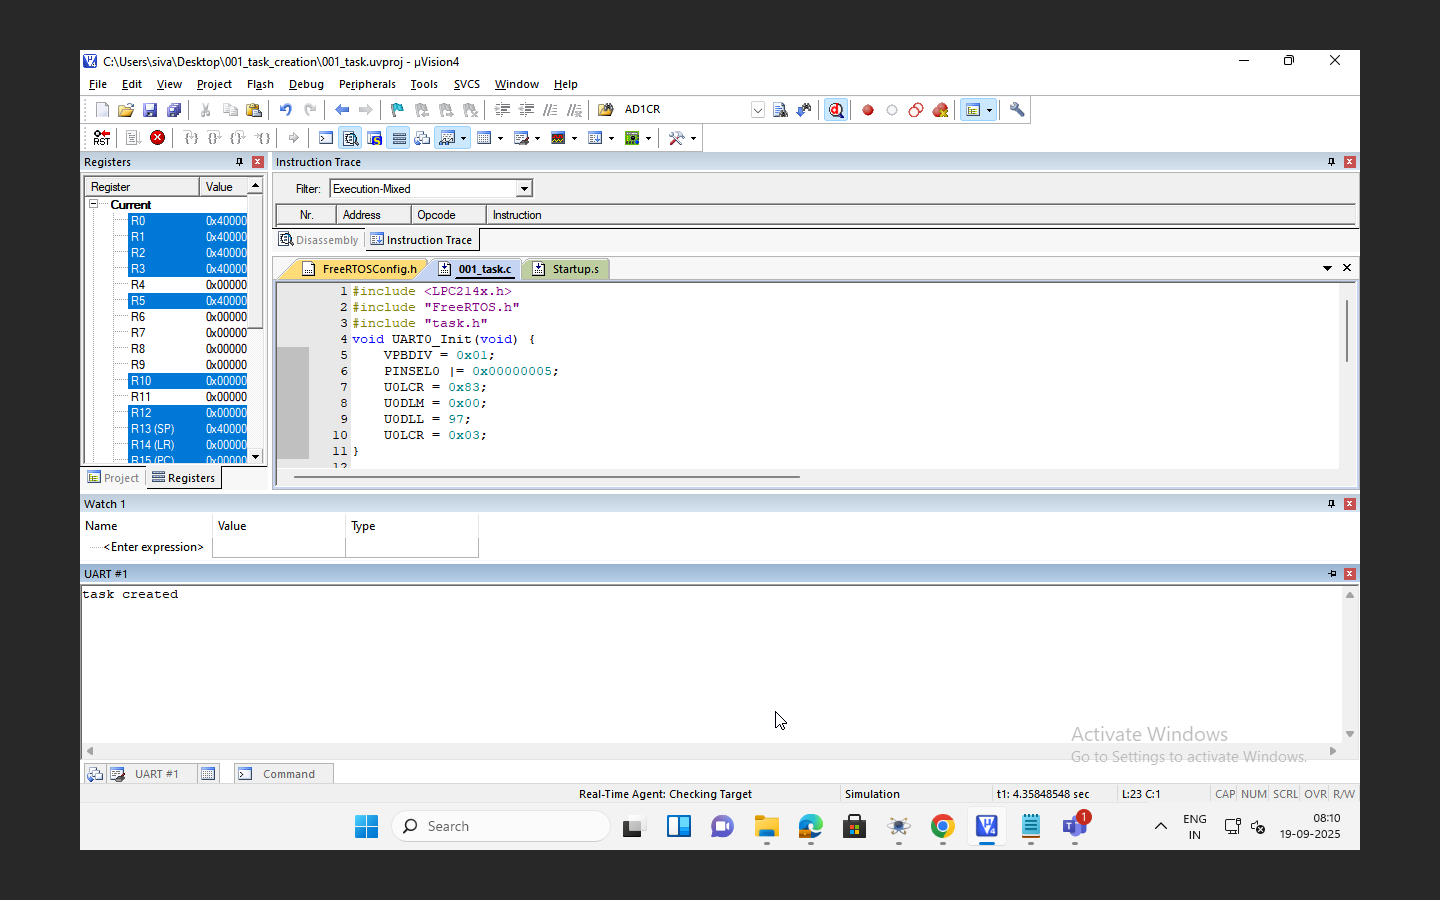 C:\Users\siva\Desktop\001_task_creation\001_task.uvproj - µVision4
File Edit View Project Flash Debug Peripherals Tools SVCS Window Help
AD1CR
RST
Registers
Register Value
Current
R0 0x40000
R1 0x40000
R2 0x40000
R3 0x40000
R4 0x00000
R5 0x40000
R6 0x00000
R7 0x00000
R8 0x00000
R9 0x00000
R10 0x00000
R11 0x00000
R12 0x00000
R13 (SP) 0x40000
R14 (LR) 0x00000
R15 (PC) 0x00000
Project Registers
Instruction Trace
Filter: Execution-Mixed
Nr. Address Opcode Instruction
Disassembly Instruction Trace
FreeRTOSConfig.h 001_task.c Startup.s
1 #include <LPC214x.h>
2 #include "FreeRTOS.h"
3 #include "task.h"
4 void UART0_Init(void) {
5 VPBDIV = 0x01;
6 PINSEL0 |= 0x00000005;
7 U0LCR = 0x83;
8 U0DLM = 0x00;
9 U0DLL = 97;
10 U0LCR = 0x03;
11 }
12
Watch 1
Name Value Type
<Enter expression>
UART #1
task created
Activate Windows
Go to Settings to activate Windows.
UART #1 Command
Real-Time Agent: Checking Target Simulation t1: 4.35848548 sec L:23 C:1 CAP NUM SCRL OVR R/W
Search
1
ENG
IN
08:10
19-09-2025